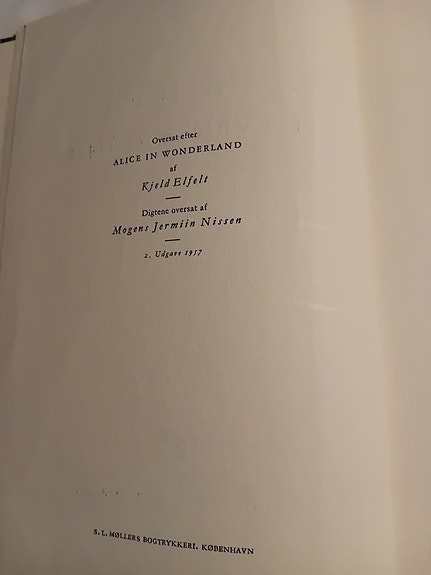 Oversat efter
ALICE IN WONDERLAND
af
Kjeld Elfelt
Digtene oversat af
Mogens Jermiin Nissen
2. Udgave 1957
S. L. MØLLERS BOGTRYKKERI. KØBENHAVN